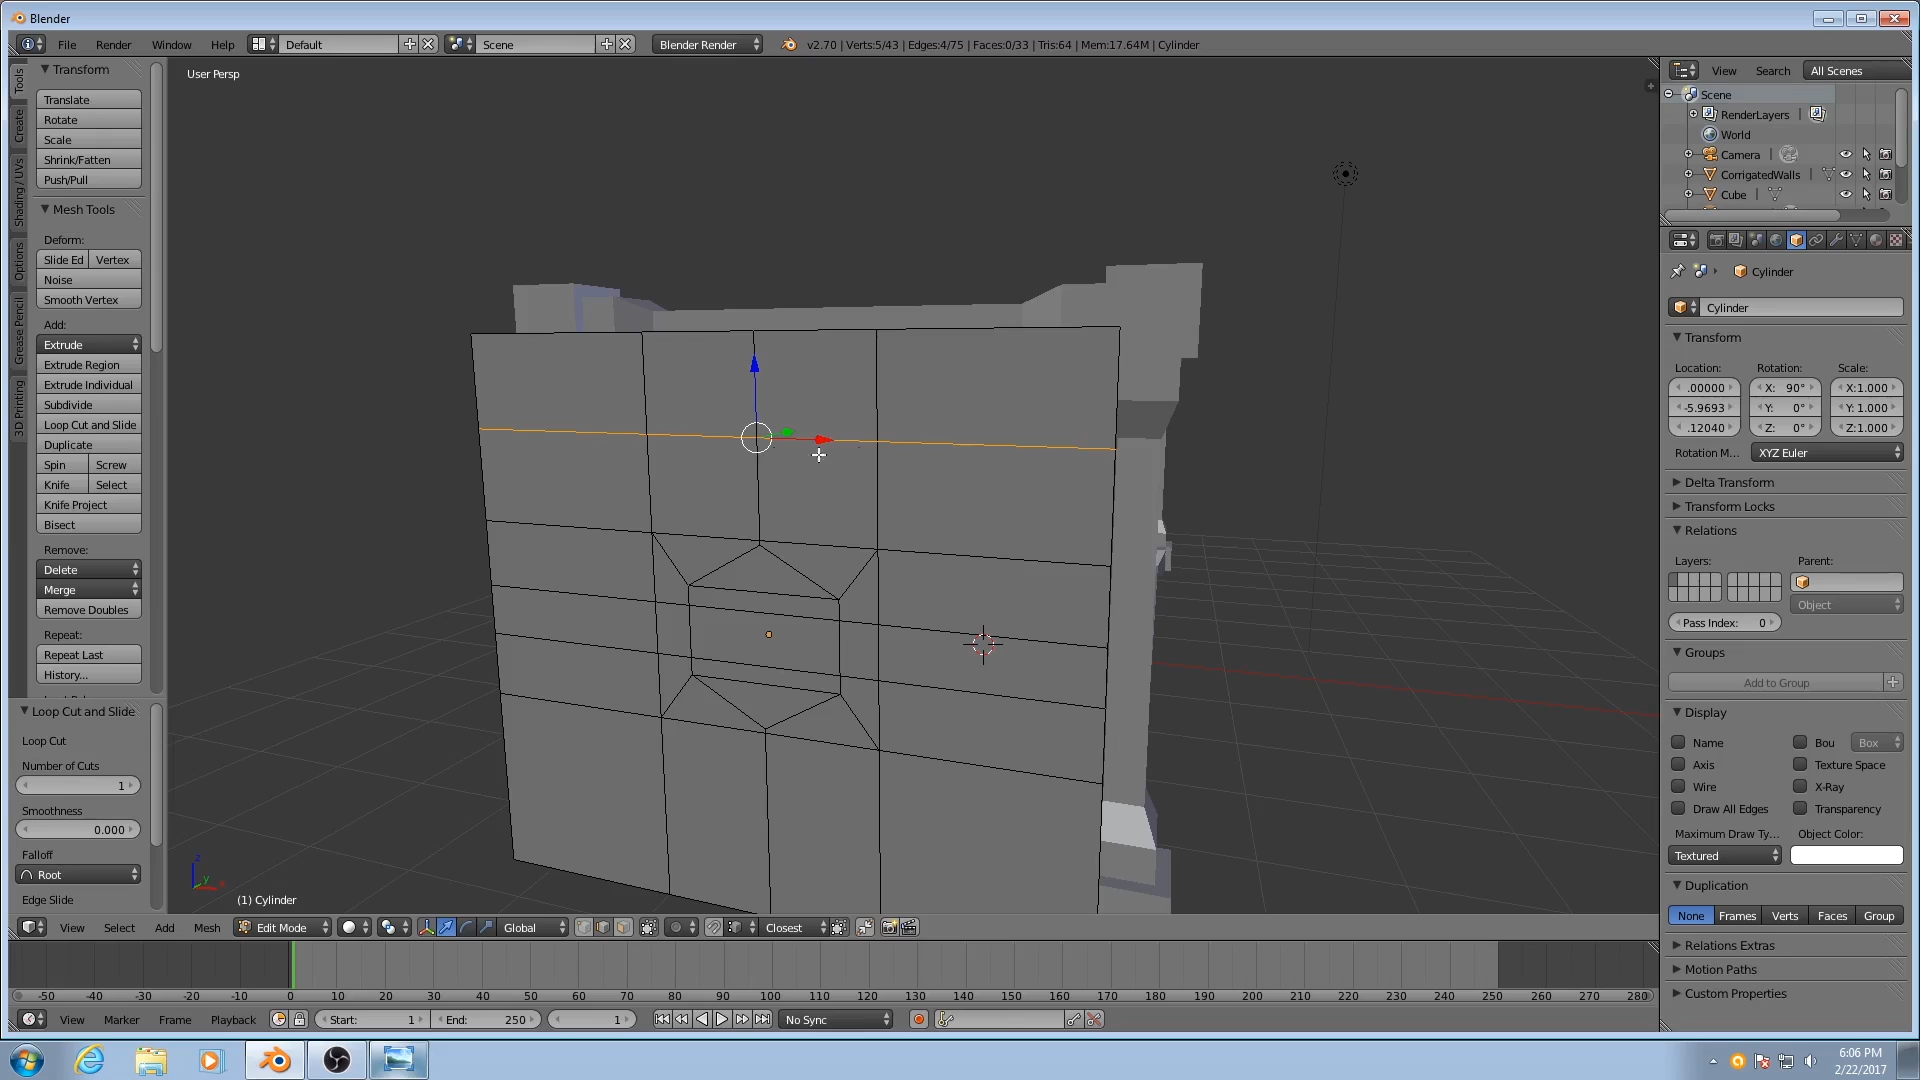 Blender
File Render Window Help Default Scene Blender Render v2.70 | Verts:5/43 | Edges:4/75 | Faces:0/33 | Tris:64 | Mem:17.64M | Cylinder
User Persp
Tools
Create
Shading / UVs
Options
Grease Pencil
3D Printing
Transform
Translate
Rotate
Scale
Shrink/Fatten
Push/Pull
Mesh Tools
Deform:
Slide Ed Vertex
Noise
Smooth Vertex
Add:
Extrude
Extrude Region
Extrude Individual
Subdivide
Loop Cut and Slide
Duplicate
Spin Screw
Knife Select
Knife Project
Bisect
Remove:
Delete
Merge
Remove Doubles
Repeat:
Repeat Last
History...
Loop Cut and Slide
Loop Cut
Number of Cuts
1
Smoothness
0.000
Falloff
Root
Edge Slide
z
y
x
(1) Cylinder
View Select Add Mesh Edit Mode Global Closest
-50 -40 -30 -20 -10 0 10 20 30 40 50 60 70 80 90 100 110 120 130 140 150 160 170 180 190 200 210 220 230 240 250 260 270 280
View Marker Frame Playback Start: 1 End: 250 1 No Sync
View Search All Scenes
Scene
RenderLayers |
World
Camera |
CorrigatedWalls |
Cube |
Cylinder
Cylinder
Transform
Location: Rotation: Scale:
.00000 X: 90° X:1.000
-5.9693 Y: 0° Y: 1.000
.12040 Z: 0° Z:1.000
Rotation M... XYZ Euler
Delta Transform
Transform Locks
Relations
Layers: Parent:
Object
Pass Index: 0
Groups
Add to Group
Display
Name Bou Box
Axis Texture Space
Wire X-Ray
Draw All Edges Transparency
Maximum Draw Ty... Object Color:
Textured
Duplication
None Frames Verts Faces Group
Relations Extras
Motion Paths
Custom Properties
6:06 PM
2/22/2017